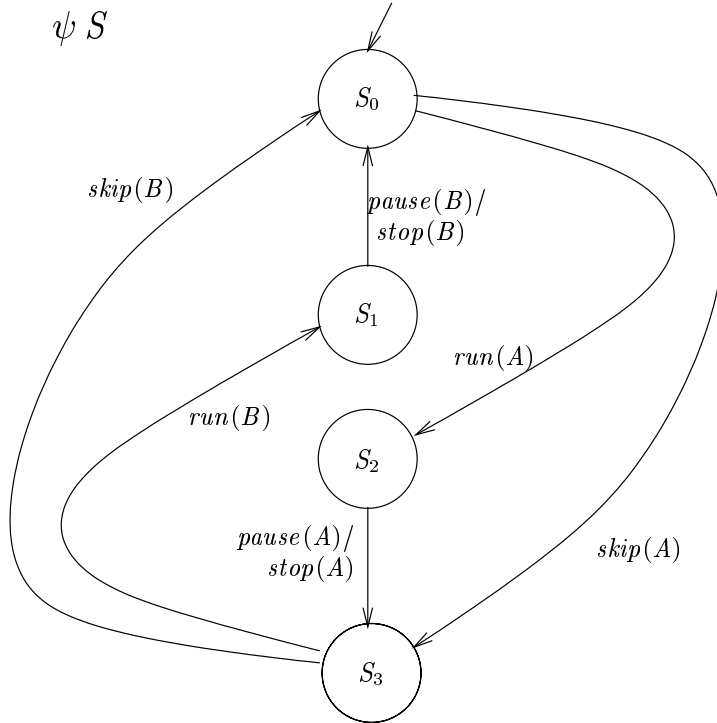 ψ S
S₀
skip(B)
pause(B)/
stop(B)
S₁
run(A)
run(B)
S₂
pause(A)/
stop(A)
skip(A)
S₃